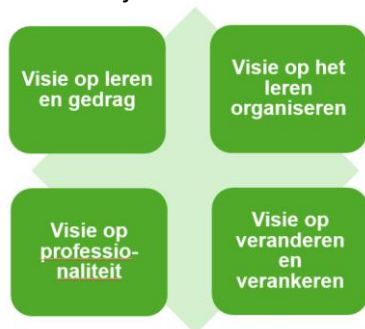 Visie op leren
en gedrag
Visie op het
leren
organiseren
Visie op
professio-
naliteit
Visie op
veranderen
en
verankeren